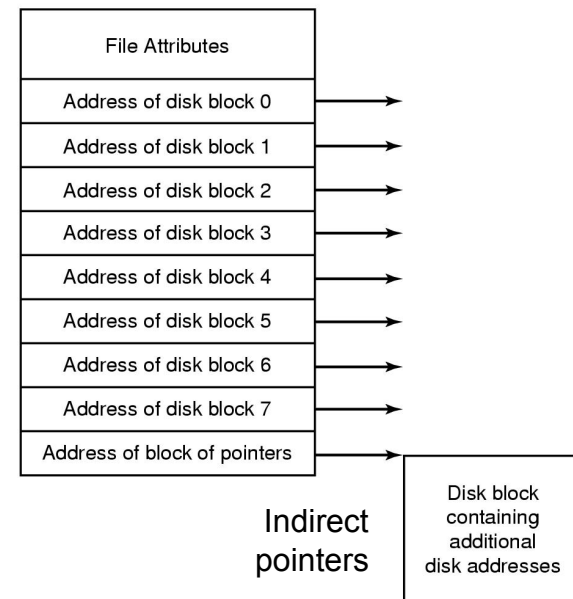 File Attributes
Address of disk block 0
Address of disk block 1
Address of disk block 2
Address of disk block 3
Address of disk block 4
Address of disk block 5
Address of disk block 6
Address of disk block 7
Address of block of pointers
Indirect
pointers
Disk block
containing
additional
disk addresses